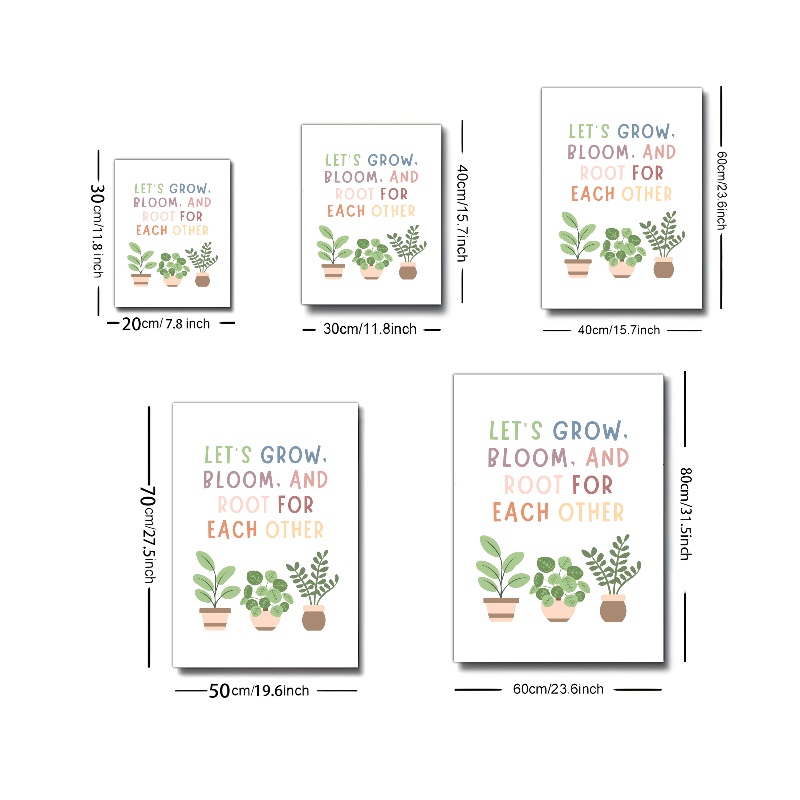 LET'S GROW,
BLOOM, AND
ROOT FOR
EACH OTHER
30cm/11.8 inch
20cm/ 7.8 inch
LET'S GROW,
BLOOM, AND
ROOT FOR
EACH OTHER
40cm/15.7inch
30cm/11.8inch
LET'S GROW,
BLOOM, AND
ROOT FOR
EACH OTHER
60cm/23.6inch
40cm/15.7inch
LET'S GROW,
BLOOM, AND
ROOT FOR
EACH OTHER
70cm/27.5inch
50cm/19.6inch
LET'S GROW,
BLOOM, AND
ROOT FOR
EACH OTHER
80cm/31.5inch
60cm/23.6inch